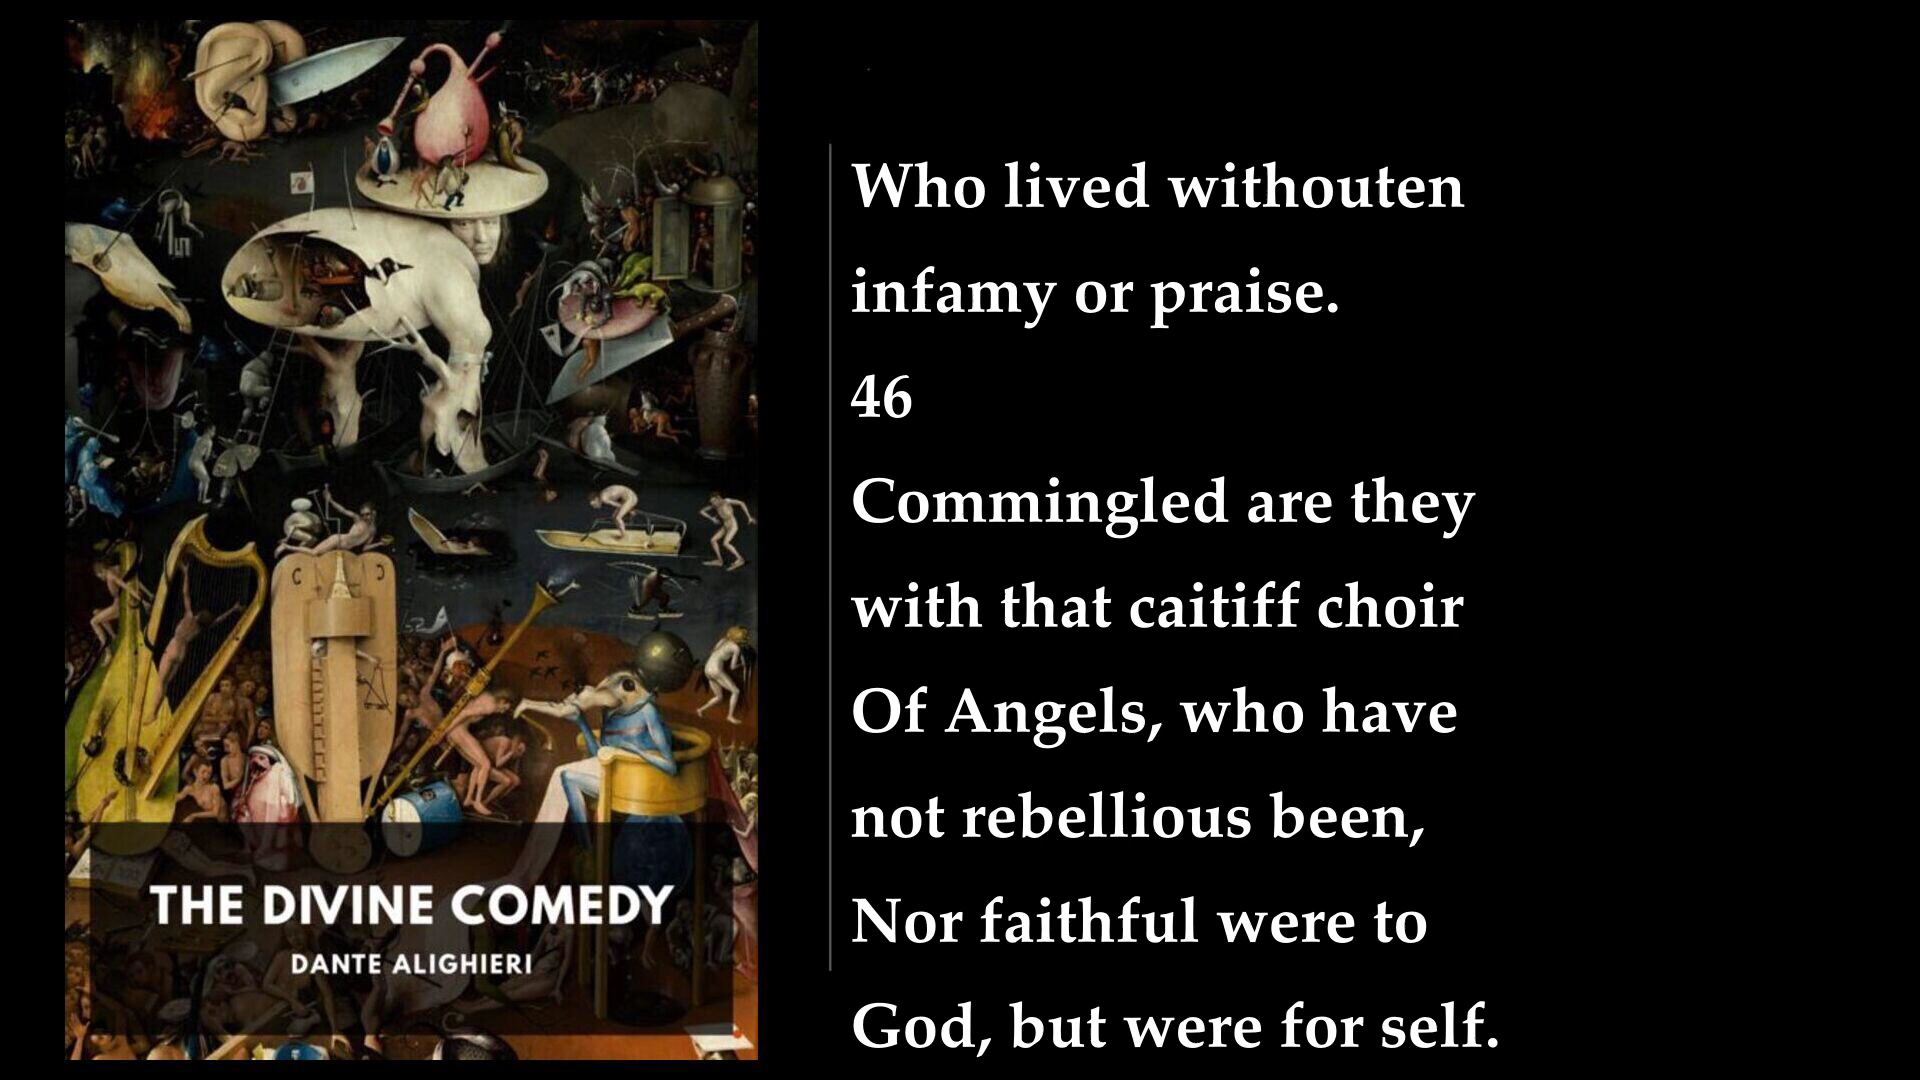 THE DIVINE COMEDY
DANTE ALIGHIERI
Who lived withouten
infamy or praise.
46
Commingled are they
with that caitiff choir
Of Angels, who have
not rebellious been,
Nor faithful were to
God, but were for self.